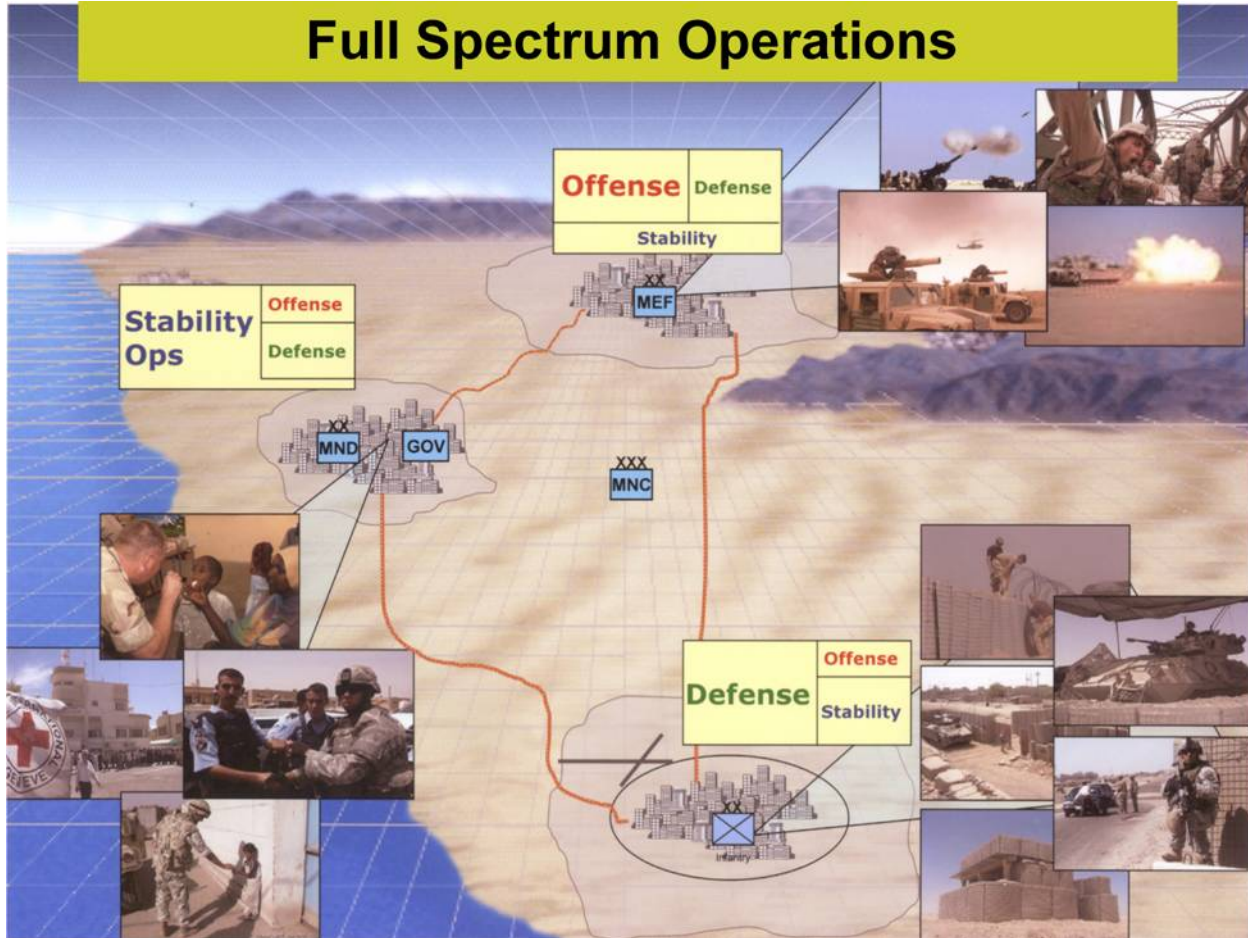 Full Spectrum Operations
Offense
Defense
Stability
XX
MEF
Stability
Ops
Offense
Defense
XX
MND
GOV
XXX
MNC
Defense
Offense
Stability
XX
Infantry